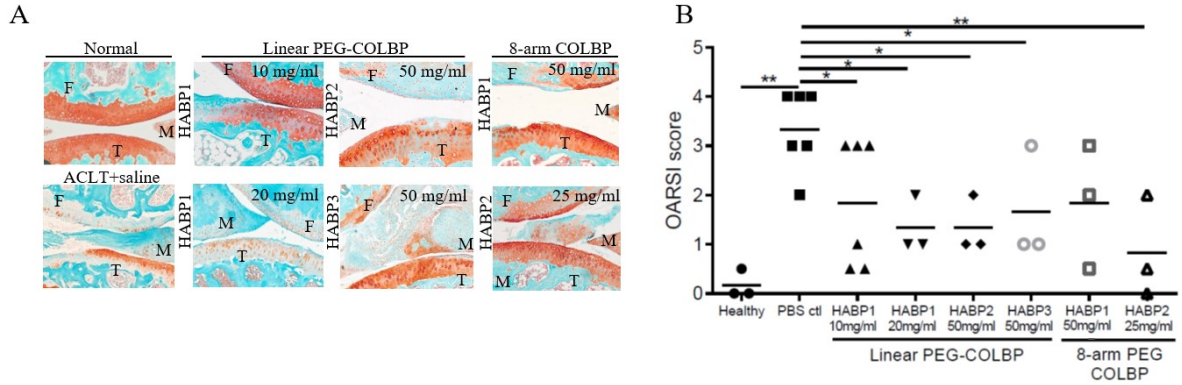 A
Normal
Linear PEG-COLBP
8-arm COLBP
F
M
T
HABP1
F
10 mg/ml
T
HABP2
F
50 mg/ml
M
T
HABP1
F
50 mg/ml
M
T
ACLT+saline
F
M
T
HABP1
20 mg/ml
M
F
T
HABP3
F
50 mg/ml
M
T
HABP2
F
25 mg/ml
M
M
T
B
**
*
*
*
**
*
OARSI score
5
4
3
2
1
0
Healthy
PBS ctl
HABP1
10mg/ml
HABP1
20mg/ml
HABP2
50mg/ml
HABP3
50mg/ml
HABP1
50mg/ml
HABP2
25mg/ml
Linear PEG-COLBP
8-arm PEG
COLBP